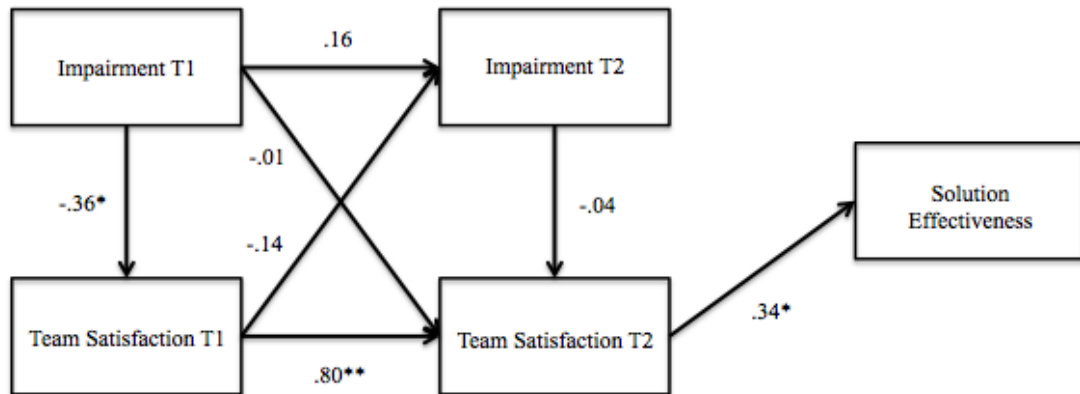 Impairment T1
.16
Impairment T2
-.01
-.36*
-.04
Solution
Effectiveness
-.14
Team Satisfaction T1
.80**
Team Satisfaction T2
.34*